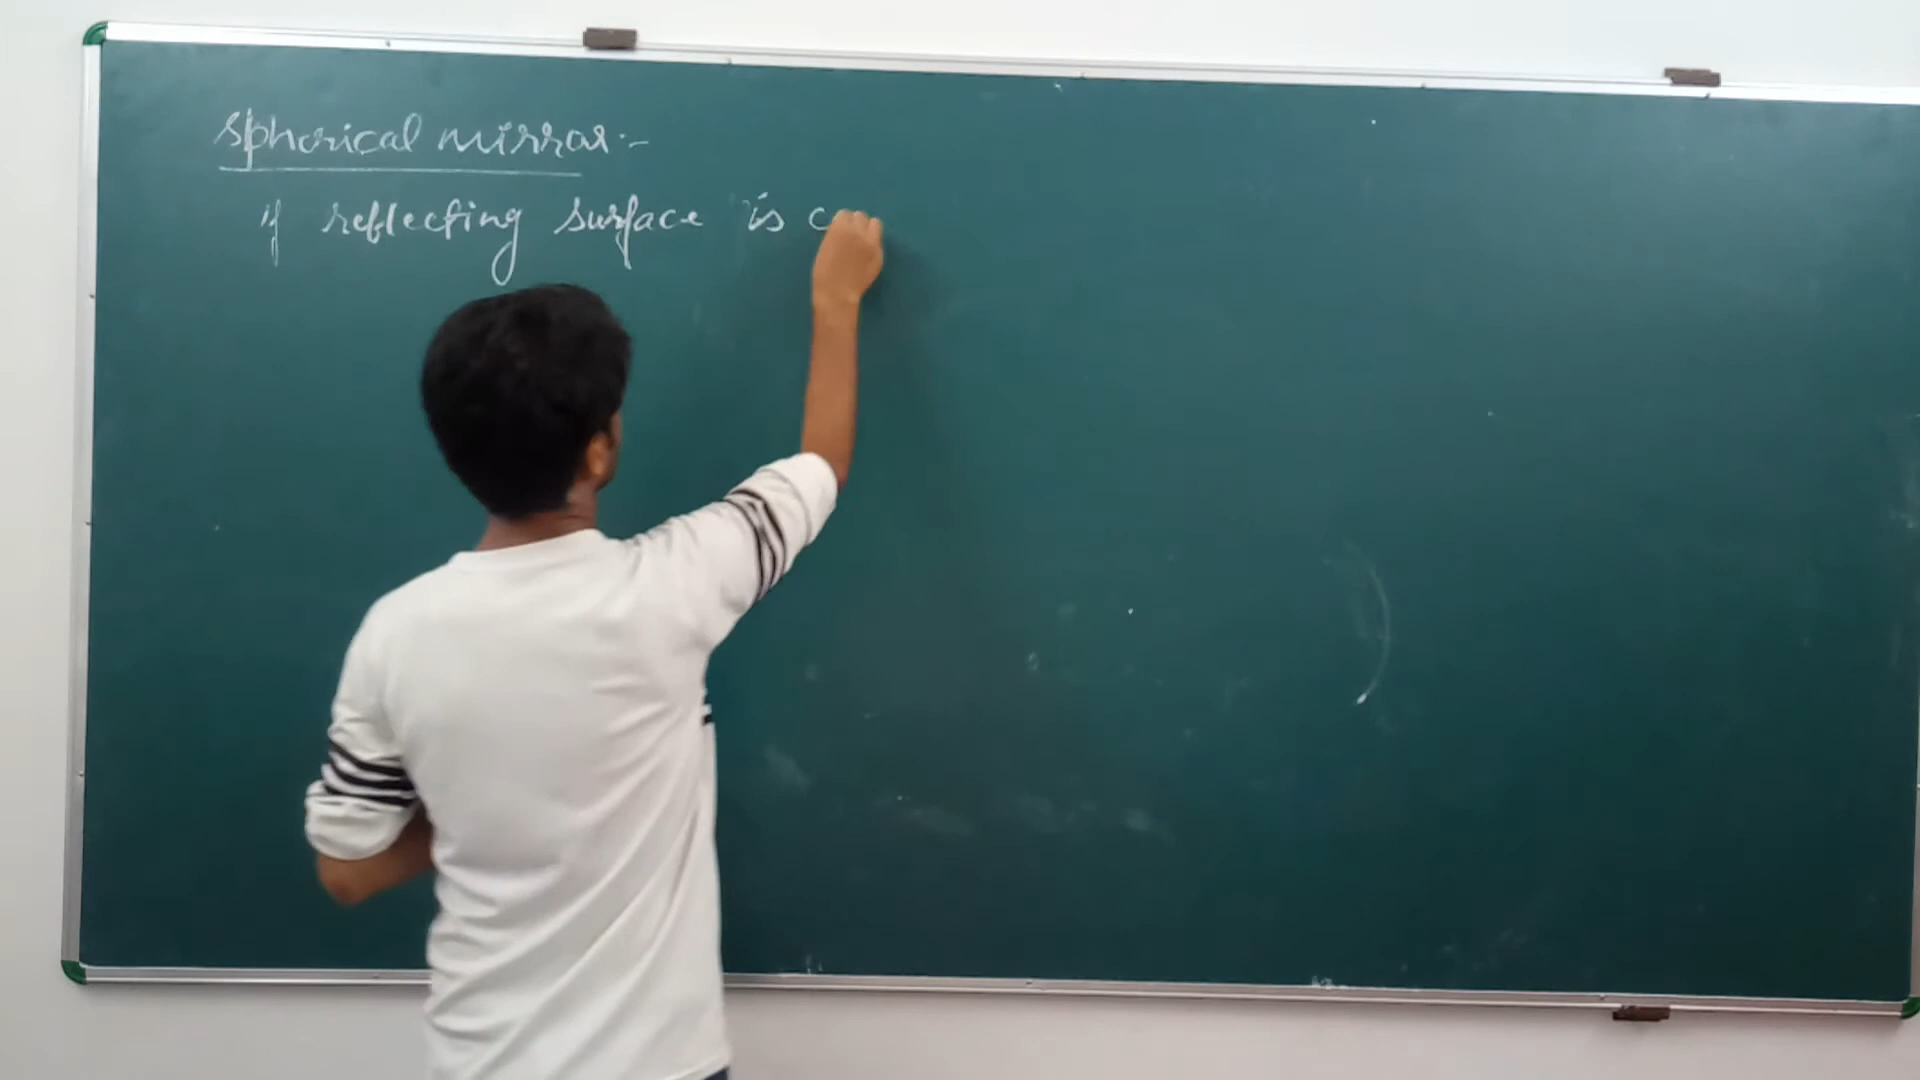 spherical mirror:-
if reflecting surface is c